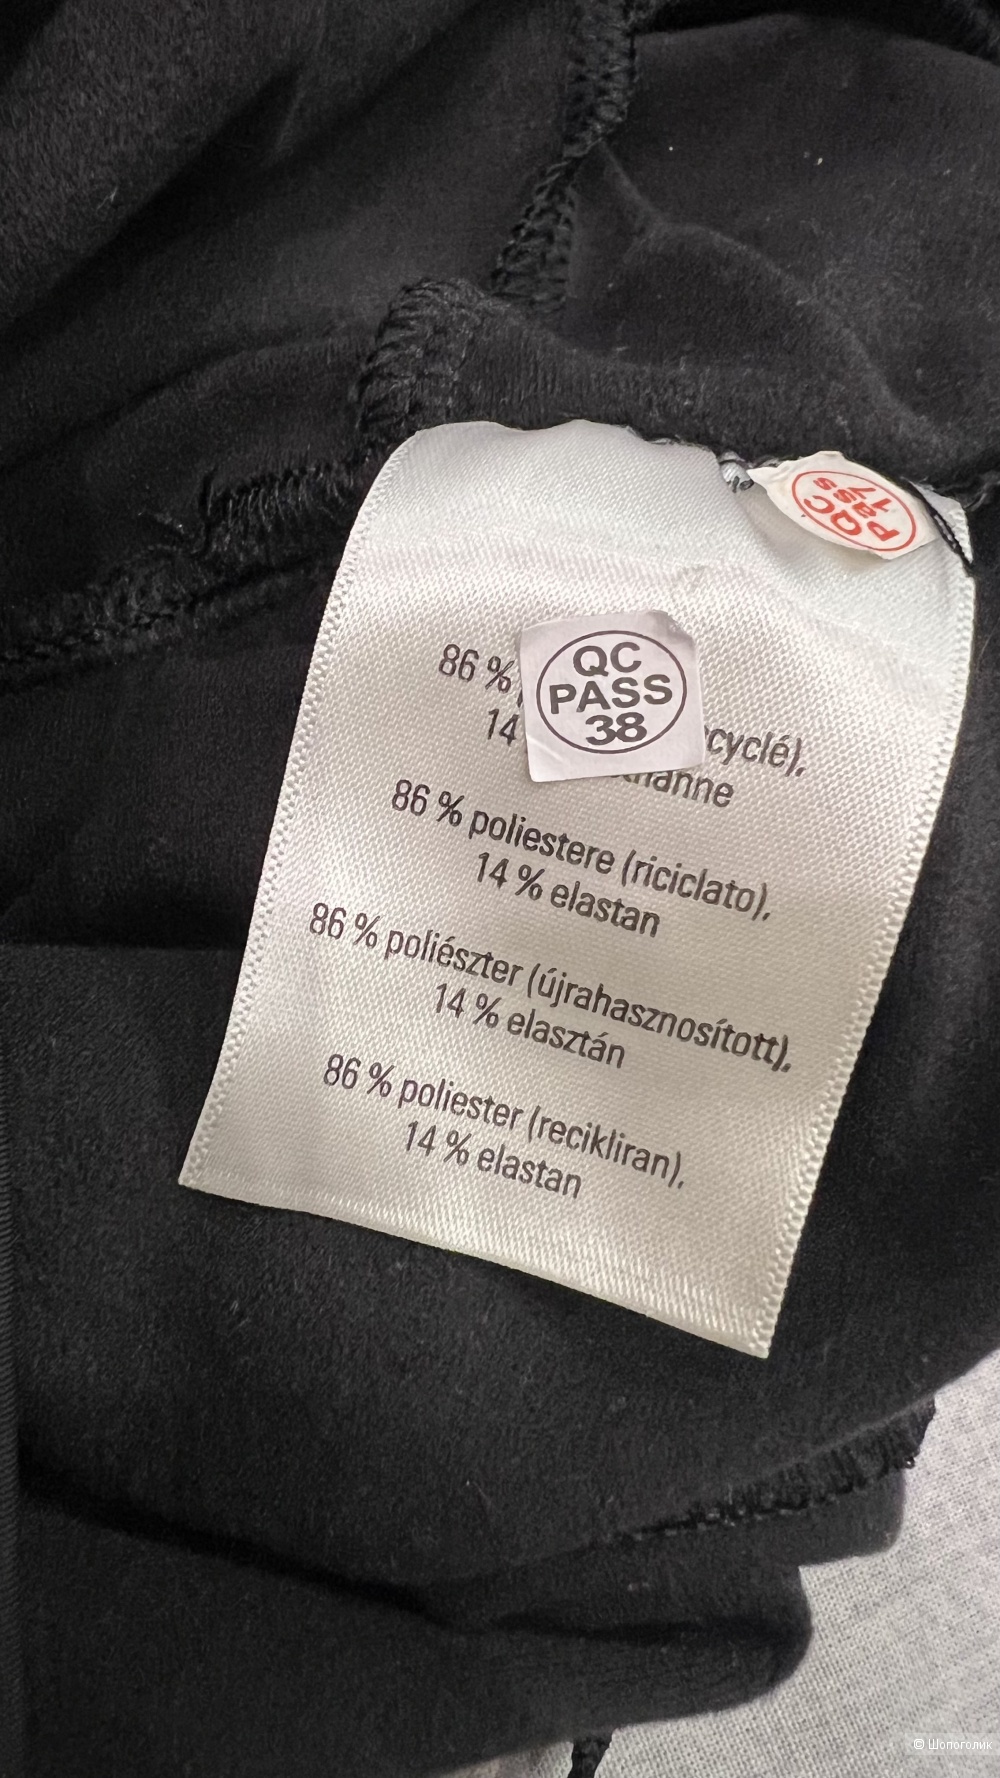 QC
Pass
17
QC
PASS
38
86 %
cyclé),
14
hanne
86 % poliestere (riciclato),
14 % elastan
86 % poliészter (újrahasznosított),
14 % elasztán
86 % poliester (recikliran),
14 % elastan
© Шопоголик